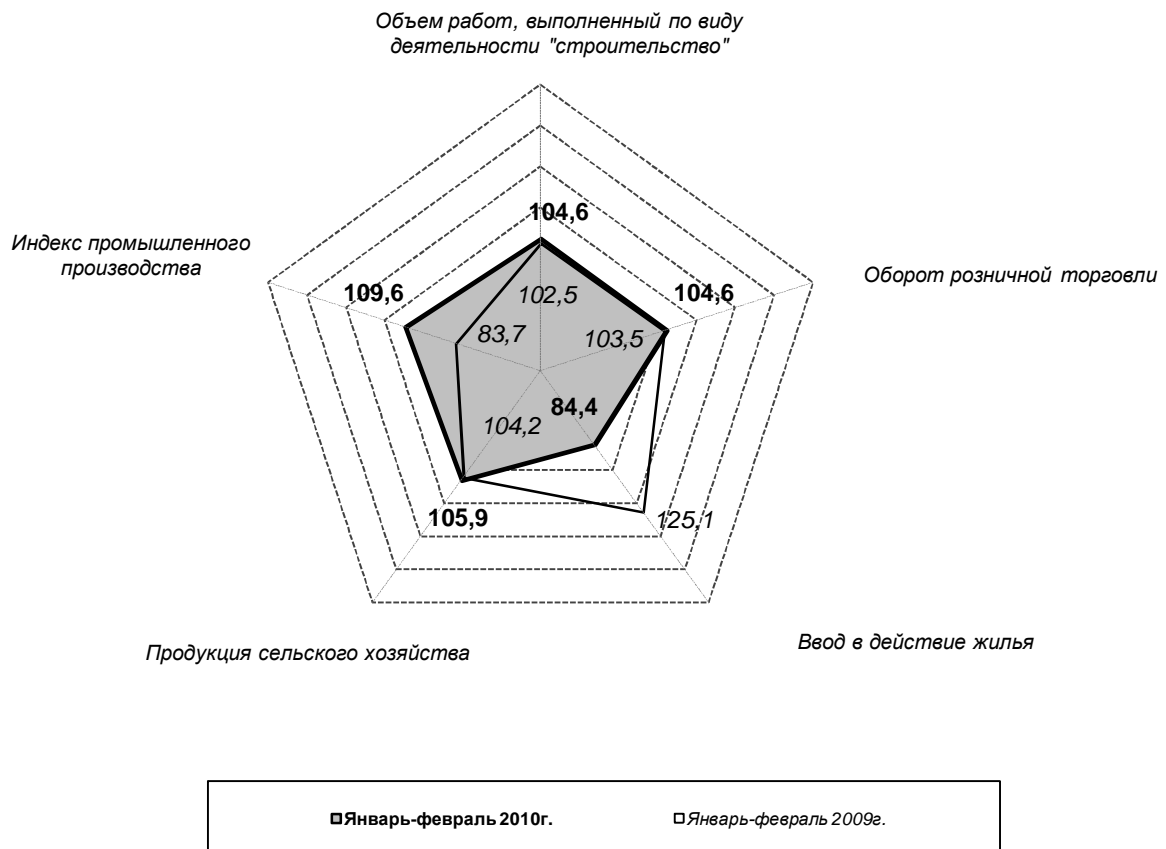 Объем работ, выполненный по виду
деятельности "строительство"
104,6
Индекс промышленного
производства
Оборот розничной торговли
109,6
104,6
102,5
83,7
103,5
84,4
104,2
105,9
125,1
Продукция сельского хозяйства
Ввод в действие жилья
Январь-февраль 2010г.
Январь-февраль 2009г.